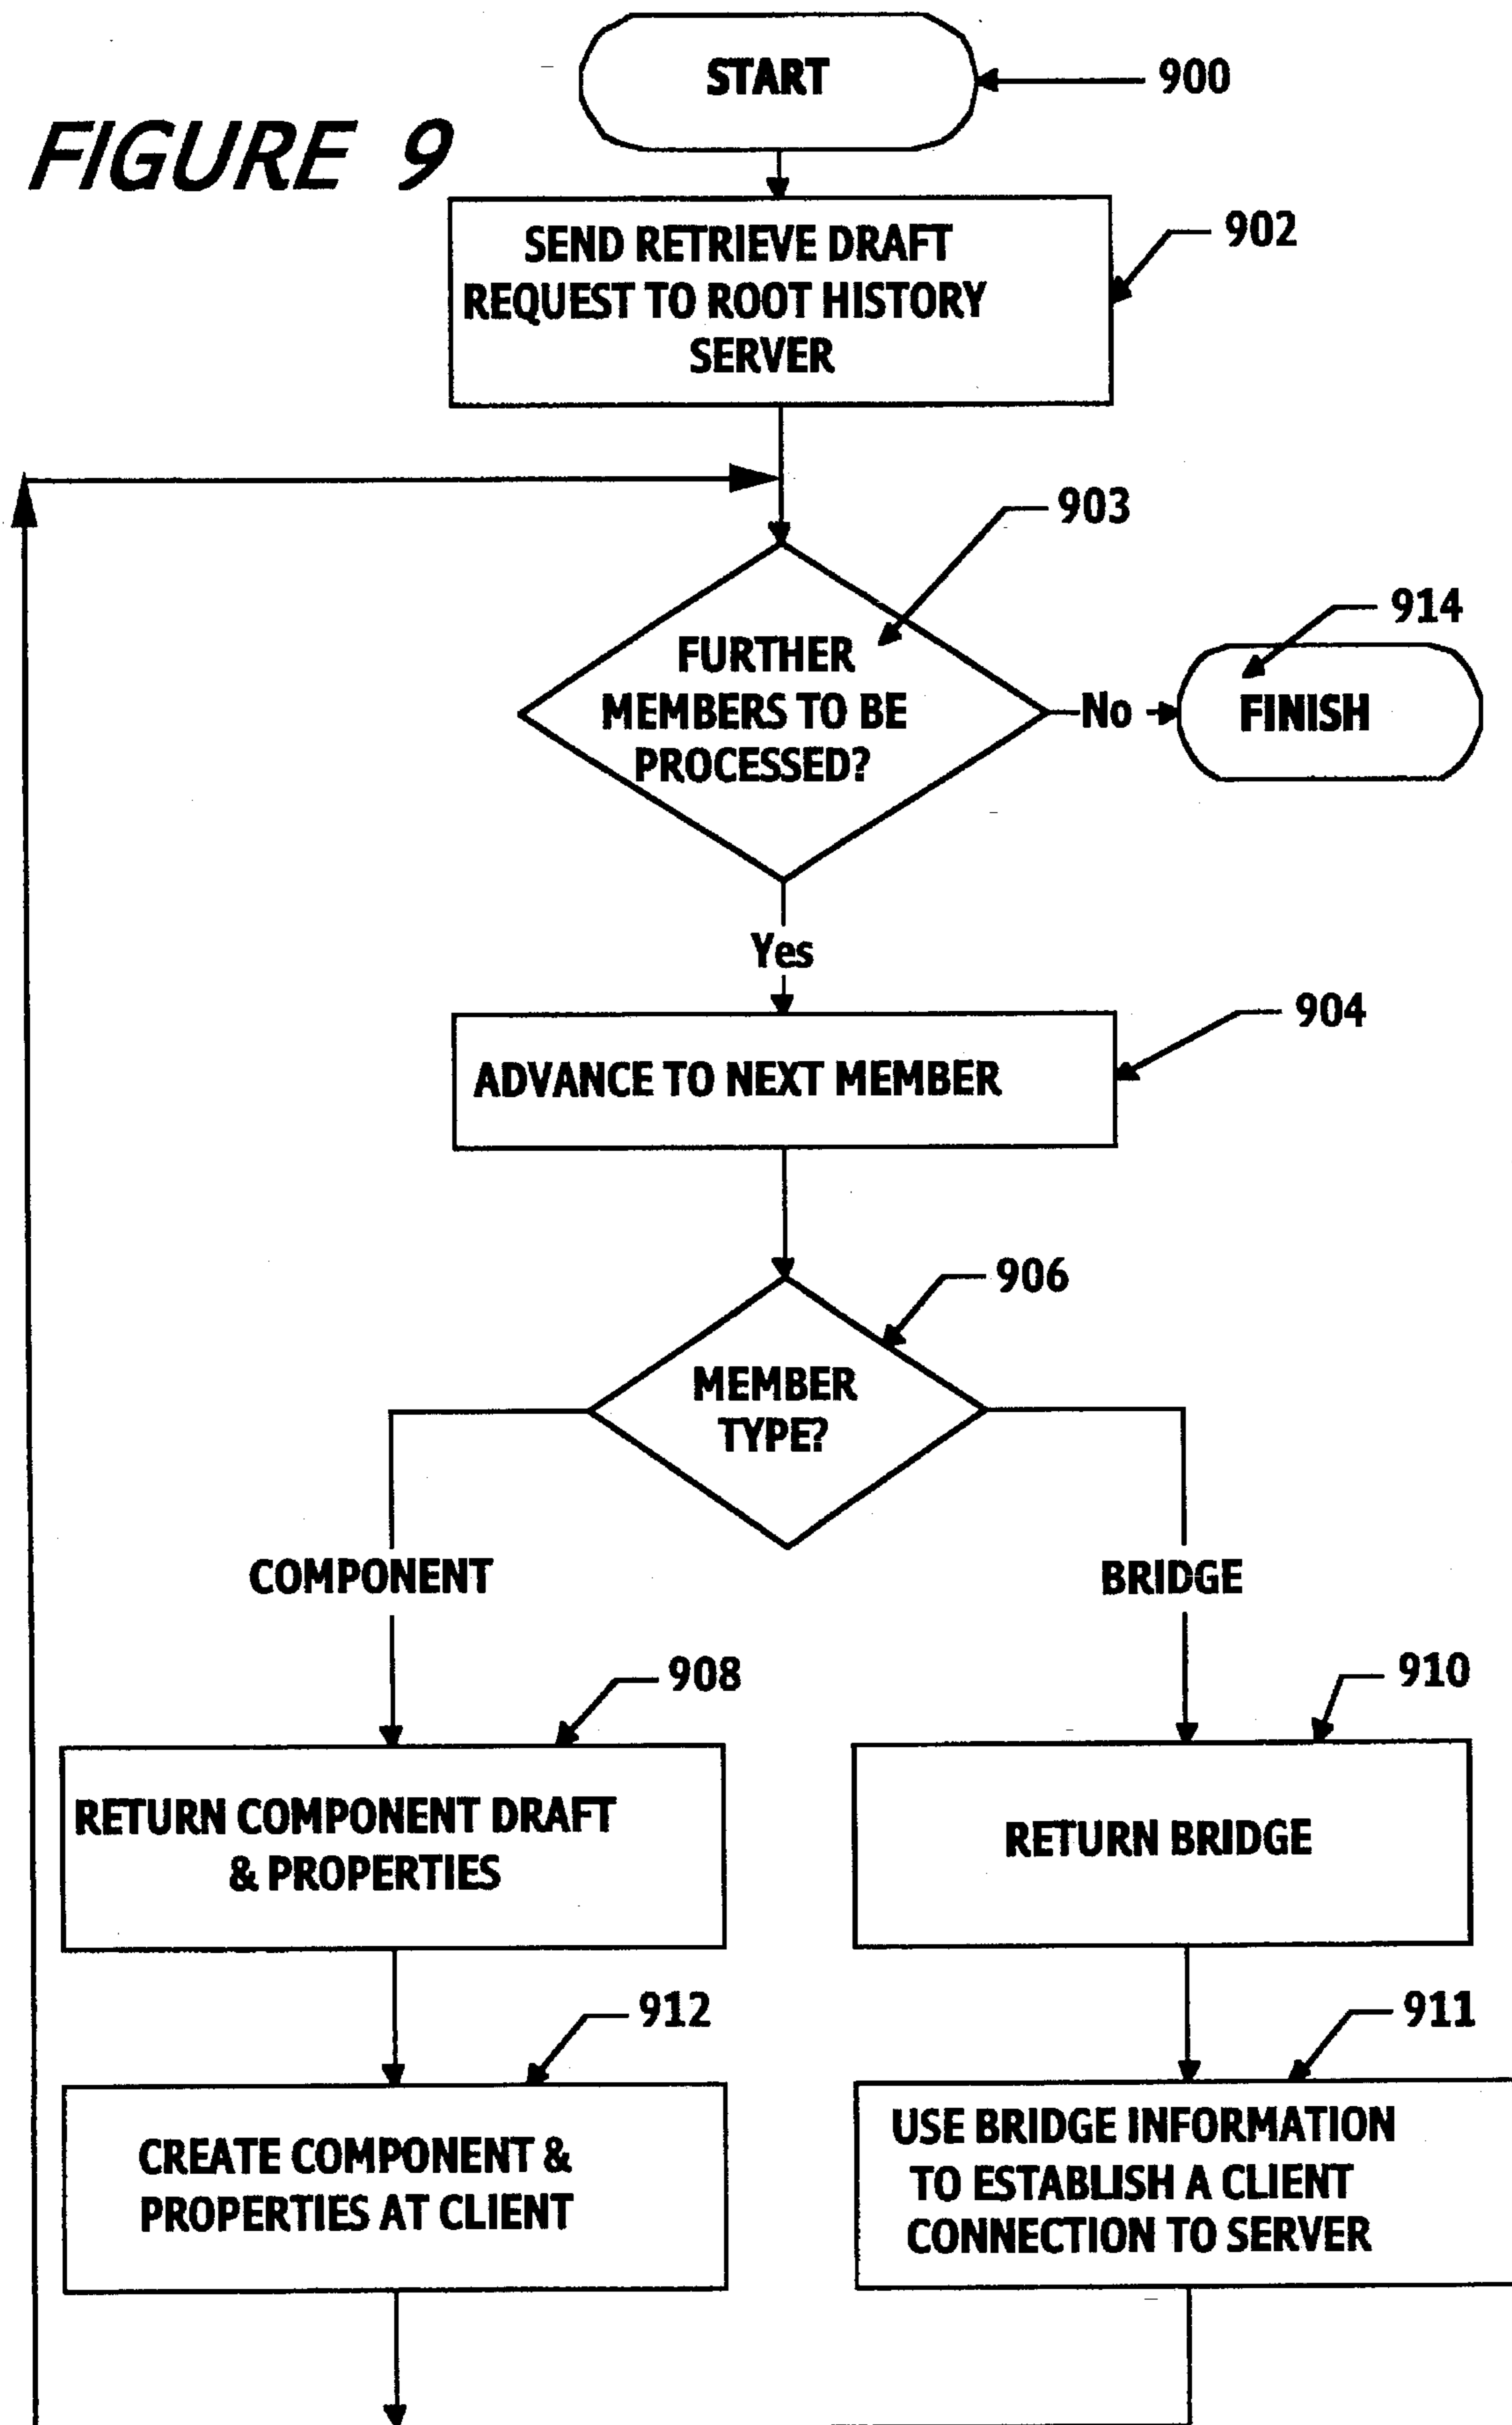 START
900
FIGURE 9
SEND RETRIEVE DRAFT
REQUEST TO ROOT HISTORY
SERVER
902
903
FURTHER
MEMBERS TO BE
PROCESSED?
No
914
FINISH
Yes
904
ADVANCE TO NEXT MEMBER
906
MEMBER
TYPE?
COMPONENT
BRIDGE
908
910
RETURN COMPONENT DRAFT
& PROPERTIES
RETURN BRIDGE
912
911
CREATE COMPONENT &
PROPERTIES AT CLIENT
USE BRIDGE INFORMATION
TO ESTABLISH A CLIENT
CONNECTION TO SERVER